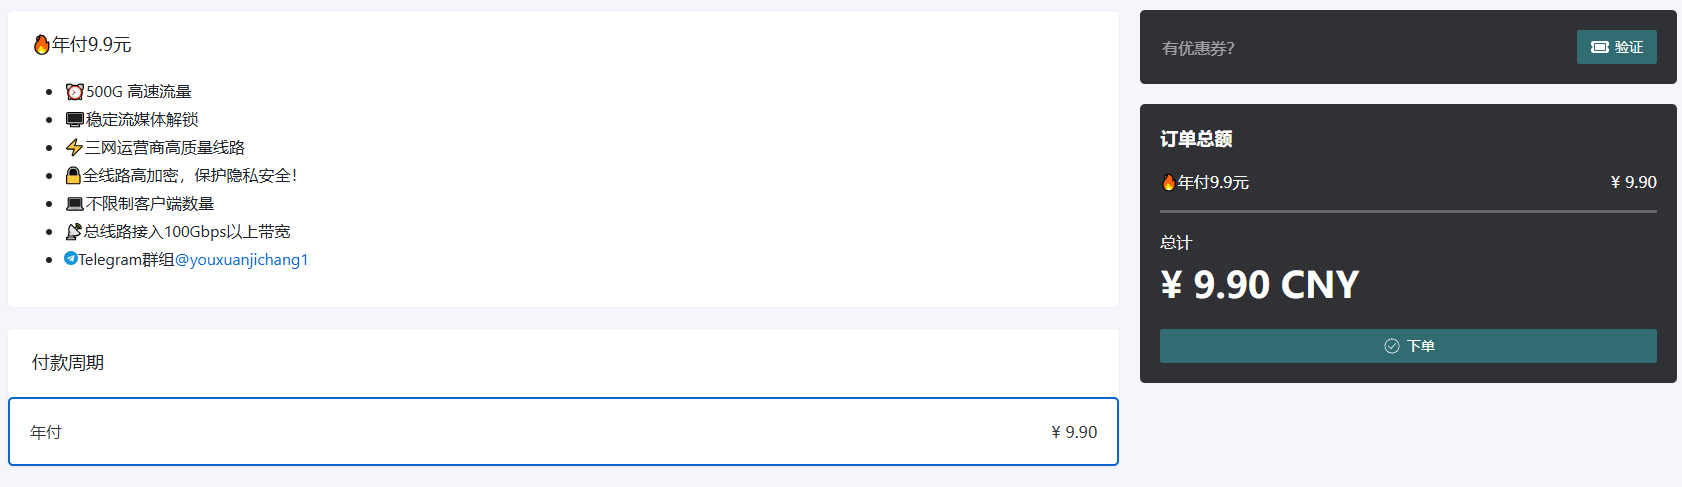 🔥年付9.9元
⏰500G 高速流量
🖥️稳定流媒体解锁
⚡三网运营商高质量线路
🔒全线路高加密，保护隐私安全！
💻不限制客户端数量
📡总线路接入100Gbps以上带宽
Telegram群组@youxuanjichang1
付款周期
年付 ¥ 9.90
有优惠券？ 验证
订单总额
🔥年付9.9元 ¥ 9.90
总计
¥ 9.90 CNY
下单